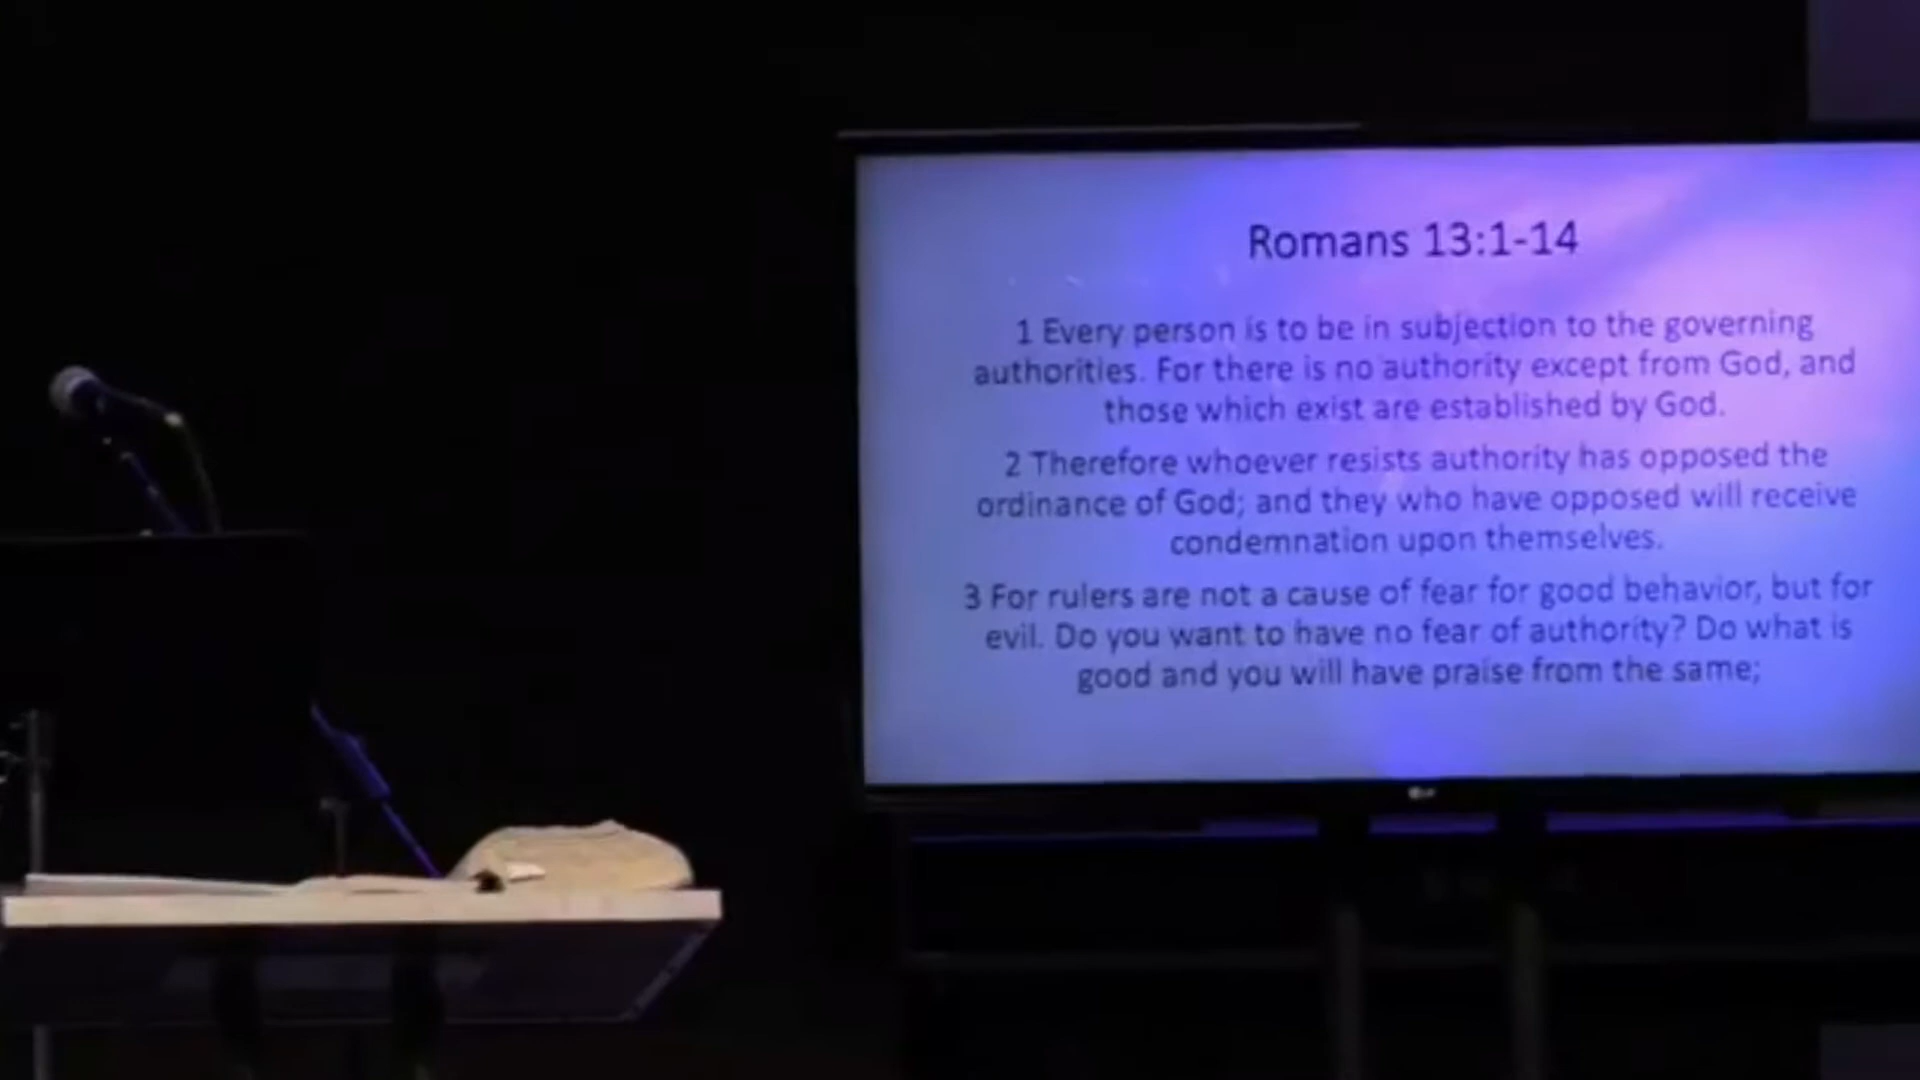 Romans 13:1-14
1 Every person is to be in subjection to the governing
authorities. For there is no authority except from God, and
those which exist are established by God.
2 Therefore whoever resists authority has opposed the
ordinance of God; and they who have opposed will receive
condemnation upon themselves.
3 For rulers are not a cause of fear for good behavior, but for
evil. Do you want to have no fear of authority? Do what is
good and you will have praise from the same;